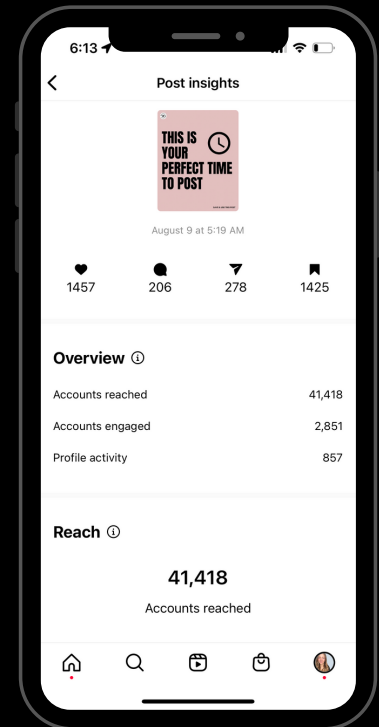 6:13
Post insights
THIS IS
YOUR
PERFECT TIME
TO POST
August 9 at 5:19 AM
1457 206 278 1425
Overview
Accounts reached 41,418
Accounts engaged 2,851
Profile activity 857
Reach
41,418
Accounts reached